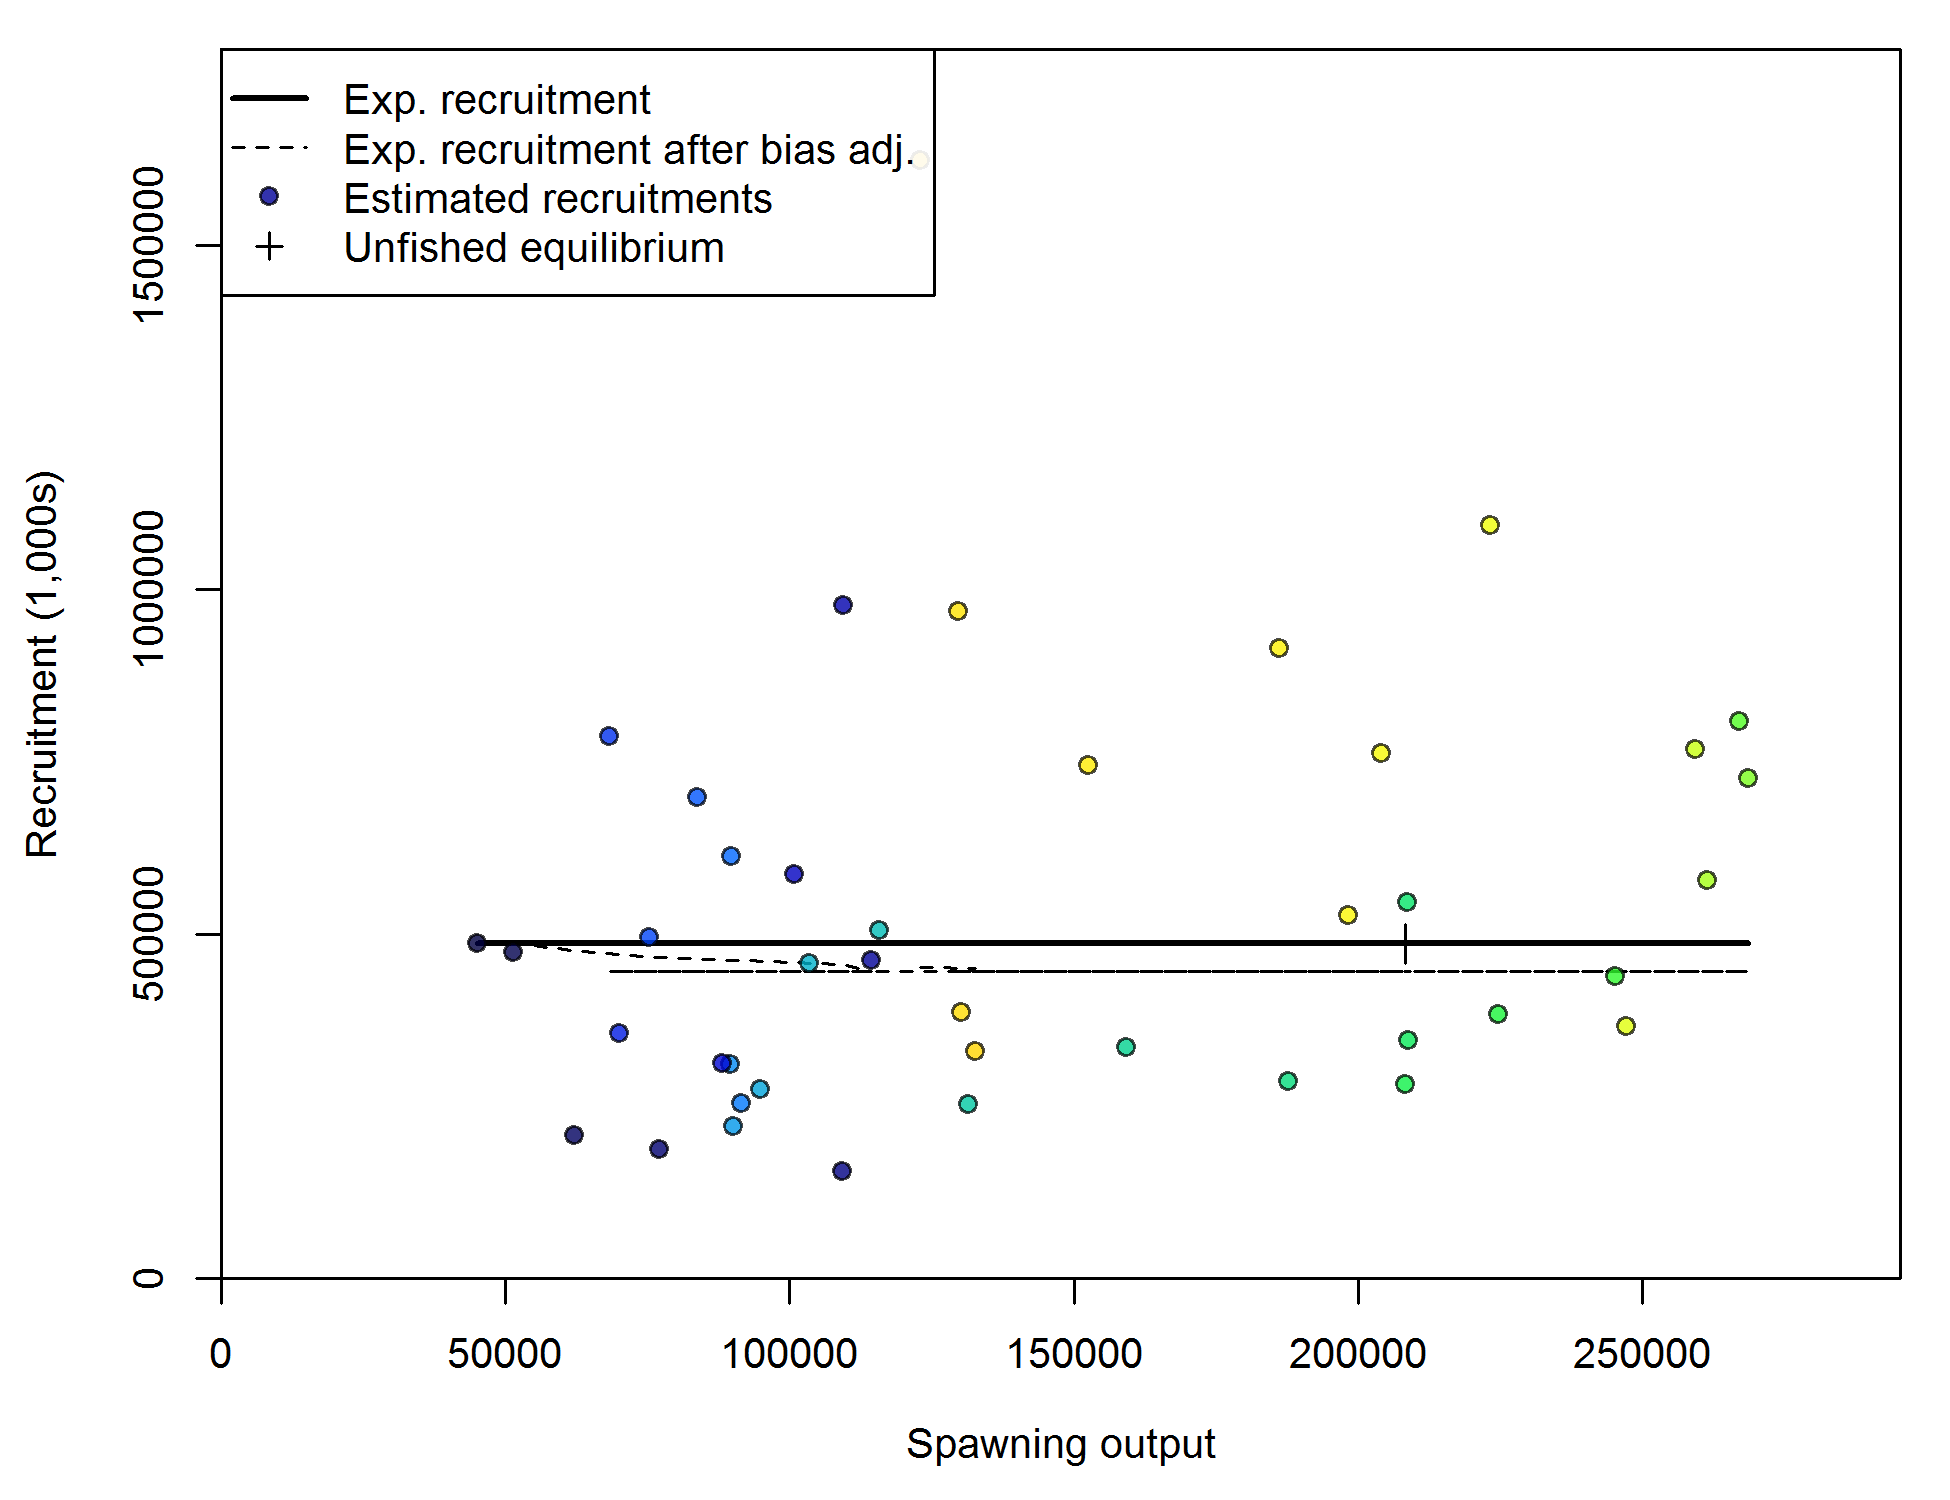 Exp. recruitment
Exp. recruitment after bias adj.
Estimated recruitments
Unfished equilibrium
Recruitment (1,000s)
1500000
1000000
500000
0
0 50000 100000 150000 200000 250000
Spawning output